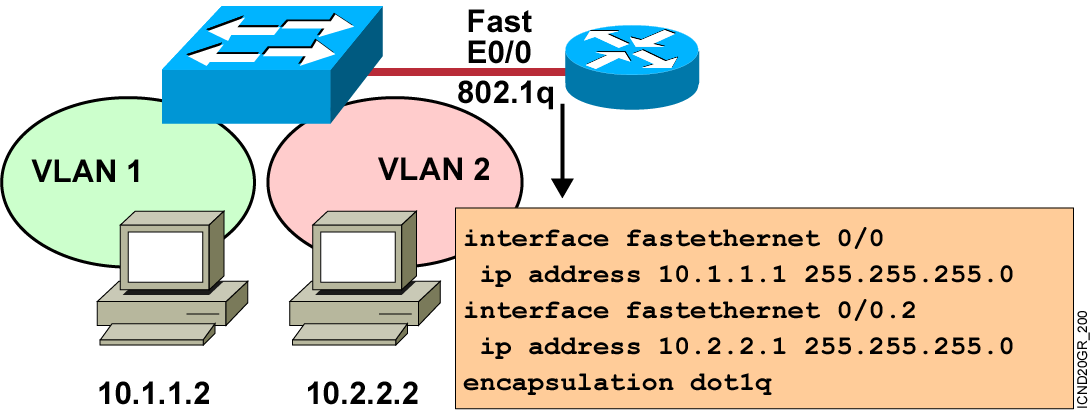 Fast
E0/0
802.1q
VLAN 1
VLAN 2
interface fastethernet 0/0
ip address 10.1.1.1 255.255.255.0
interface fastethernet 0/0.2
ip address 10.2.2.1 255.255.255.0
encapsulation dot1q
10.1.1.2
10.2.2.2
ICND20GR_200